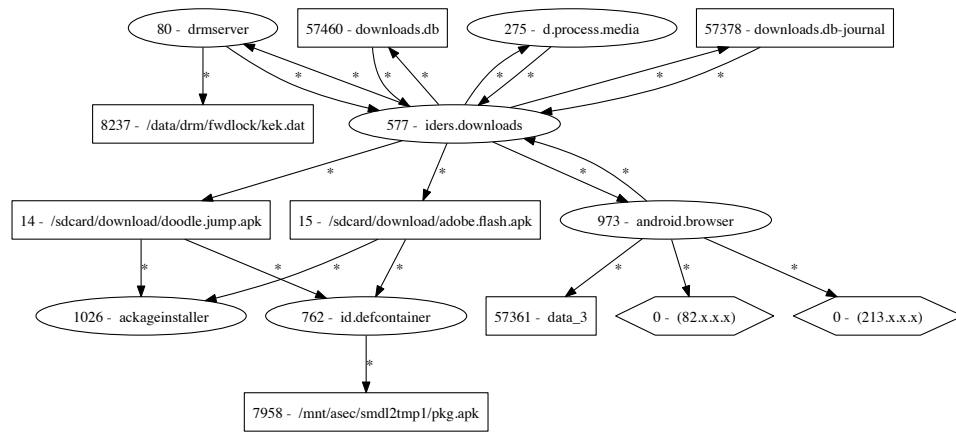 80 - drmserver
57460 - downloads.db
275 - d.process.media
57378 - downloads.db-journal
* * * * * * * * *
8237 - /data/drm/fwdlock/kek.dat
577 - iders.downloads
* * * *
14 - /sdcard/download/doodle.jump.apk
15 - /sdcard/download/adobe.flash.apk
973 - android.browser
* * * * * * *
1026 - ackageinstaller
762 - id.defcontainer
57361 - data_3
0 - (82.x.x.x)
0 - (213.x.x.x)
*
7958 - /mnt/asec/smdl2tmp1/pkg.apk